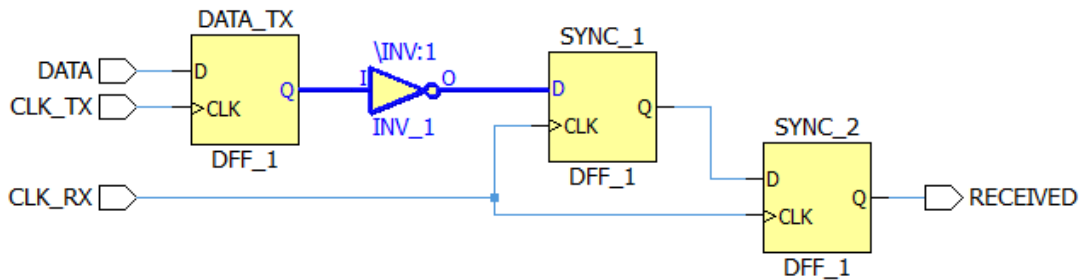 DATA_TX
DATA
CLK_TX
D
CLK
Q
DFF_1
\INV:1
I
O
INV_1
SYNC_1
D
CLK
Q
DFF_1
CLK_RX
SYNC_2
D
CLK
Q
DFF_1
RECEIVED